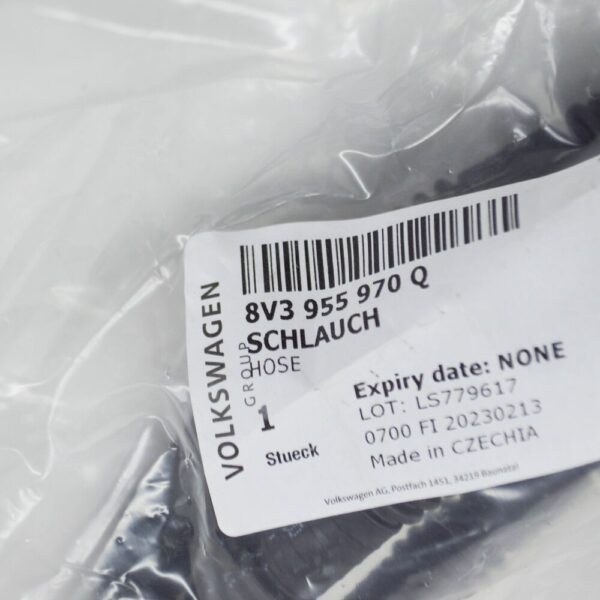 VOLKSWAGEN
GROUP
8V3 955 970 Q
SCHLAUCH
HOSE
1
Stueck
Expiry date: NONE
LOT: LS779617
0700 FI 20230213
Made in CZECHIA
Volkswagen AG, Postfach 1451, 34219 Baunatal